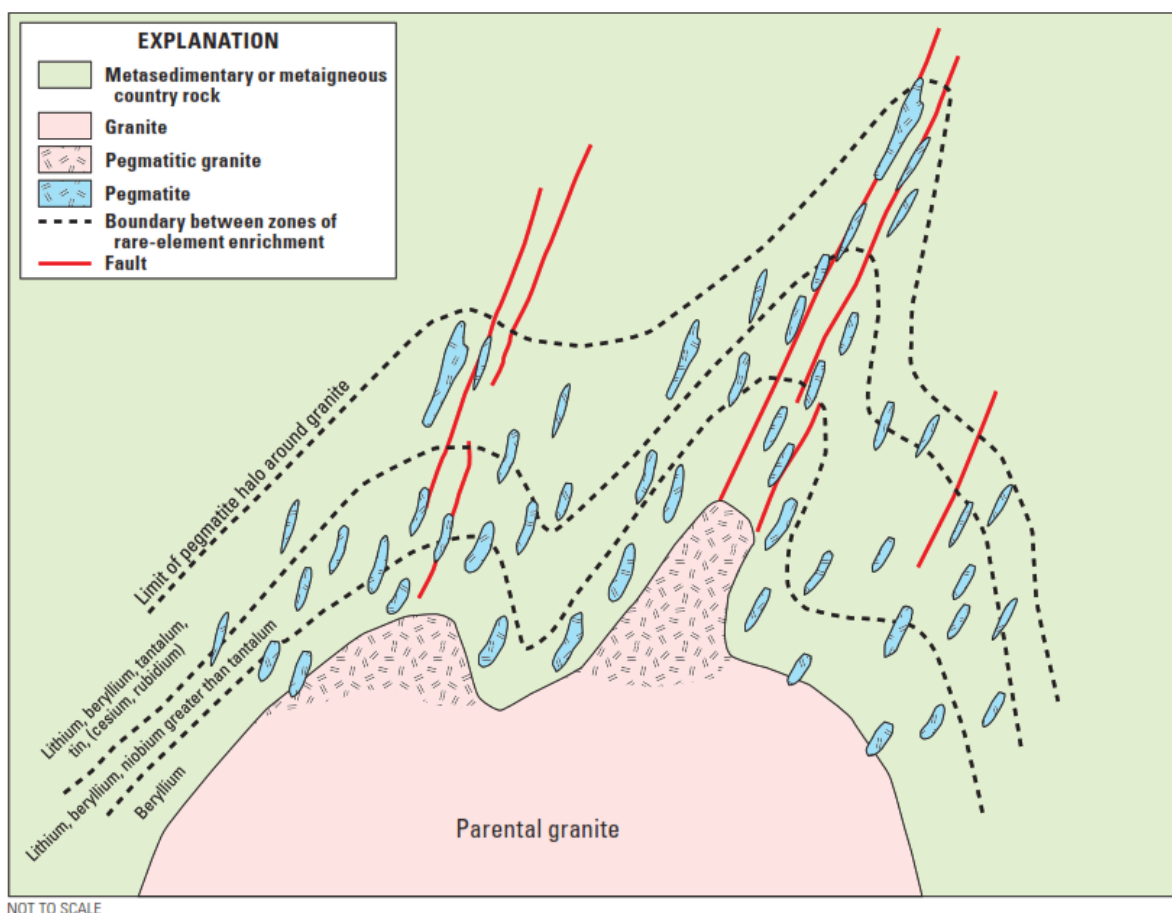 EXPLANATION
Metasedimentary or metaigneous
country rock
Granite
Pegmatitic granite
Pegmatite
Boundary between zones of
rare-element enrichment
Fault
Limit of pegmatite halo around granite
Lithium, beryllium, tantalum,
tin, (cesium, rubidium)
Lithium, beryllium, niobium greater than tantalum
Beryllium
Parental granite
NOT TO SCALE